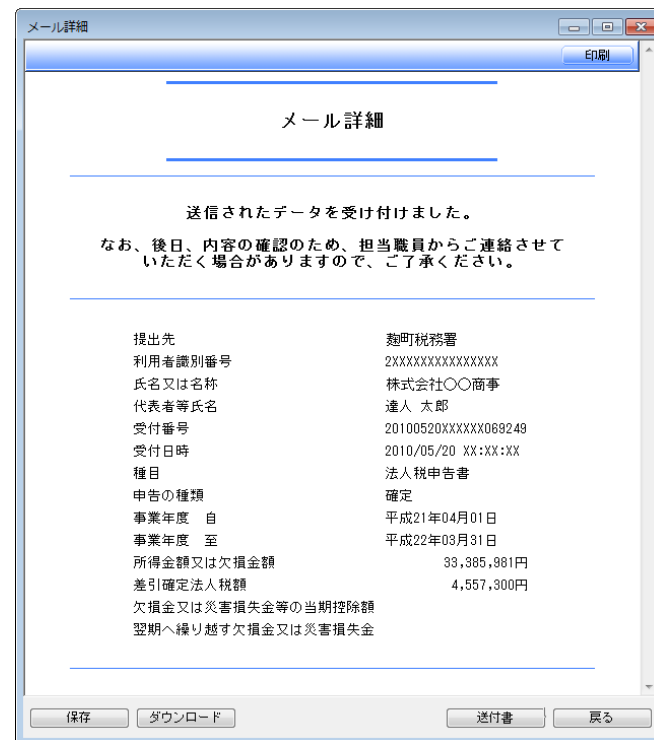 メール詳細
印刷
メール詳細
送信されたデータを受け付けました。
なお、後日、内容の確認のため、担当職員からご連絡させて
いただく場合がありますので、ご了承ください。
提出先 麹町税務署
利用者識別番号 2XXXXXXXXXXXXXXX
氏名又は名称 株式会社〇〇商事
代表者等氏名 達人 太郎
受付番号 20100520XXXXXX069249
受付日時 2010/05/20 XX:XX:XX
種目 法人税申告書
申告の種類 確定
事業年度 自 平成21年04月01日
事業年度 至 平成22年03月31日
所得金額又は欠損金額 33,385,981円
差引確定法人税額 4,557,300円
欠損金又は災害損失金等の当期控除額
翌期へ繰り越す欠損金又は災害損失金
保存 ダウンロード 送付書 戻る